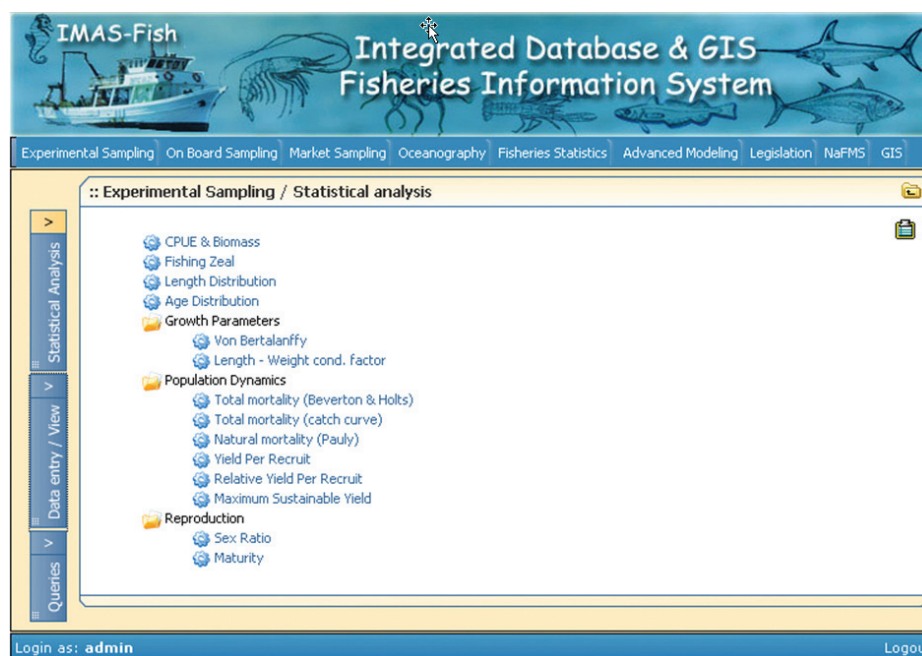 IMAS-Fish
Integrated Database & GIS
Fisheries Information System
Experimental Sampling On Board Sampling Market Sampling Oceanography Fisheries Statistics Advanced Modeling Legislation NaFMS GIS
:: Experimental Sampling / Statistical analysis
>
Statistical Analysis
>
Data entry / View
>
Queries
CPUE & Biomass
Fishing Zeal
Length Distribution
Age Distribution
Growth Parameters
Von Bertalanffy
Length - Weight cond. factor
Population Dynamics
Total mortality (Beverton & Holts)
Total mortality (catch curve)
Natural mortality (Pauly)
Yield Per Recruit
Relative Yield Per Recruit
Maximum Sustainable Yield
Reproduction
Sex Ratio
Maturity
Login as: admin
Logou